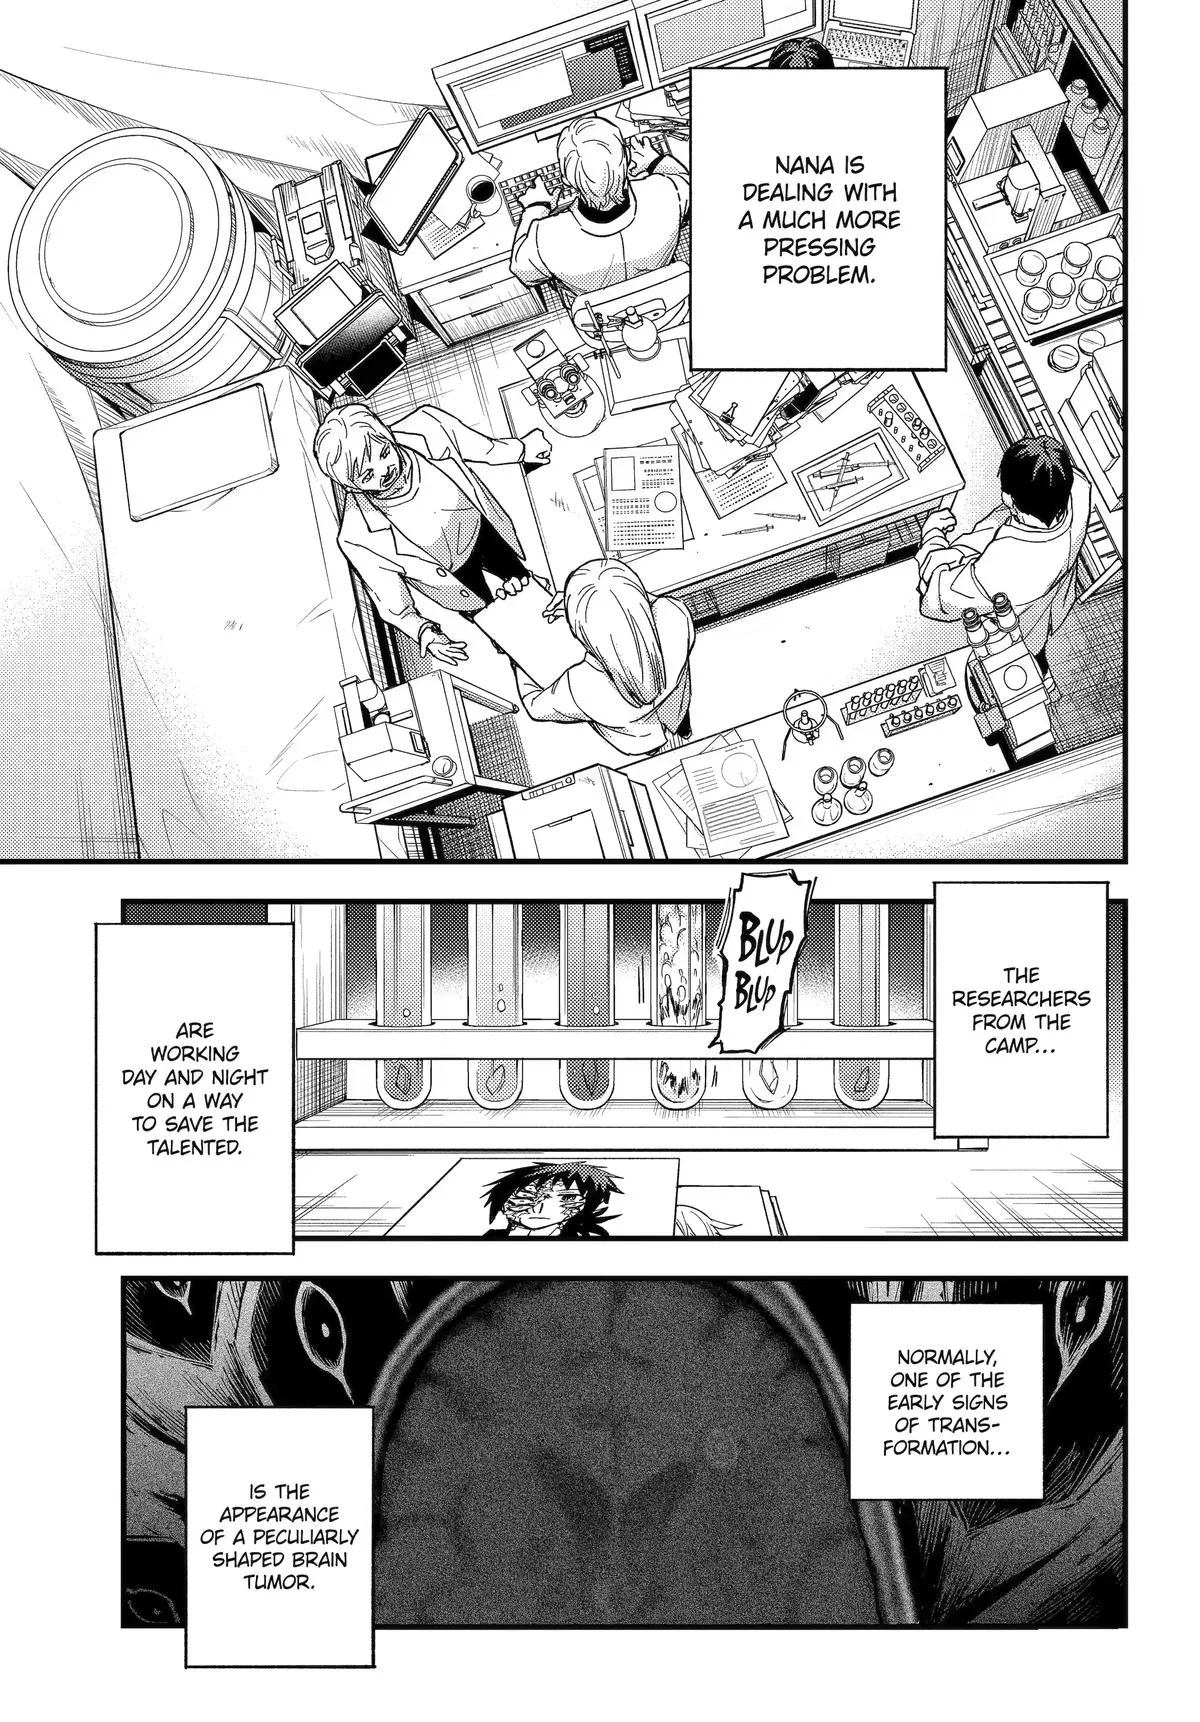 NANA IS
DEALING WITH
A MUCH MORE
PRESSING
PROBLEM.
THE
RESEARCHERS
FROM THE
CAMP...
BLUP
BLUP
ARE
WORKING
DAY AND NIGHT
ON A WAY
TO SAVE THE
TALENTED.
NORMALLY,
ONE OF THE
EARLY SIGNS
OF TRANS-
FORMATION...
IS THE
APPEARANCE
OF A PECULIARLY
SHAPED BRAIN
TUMOR.